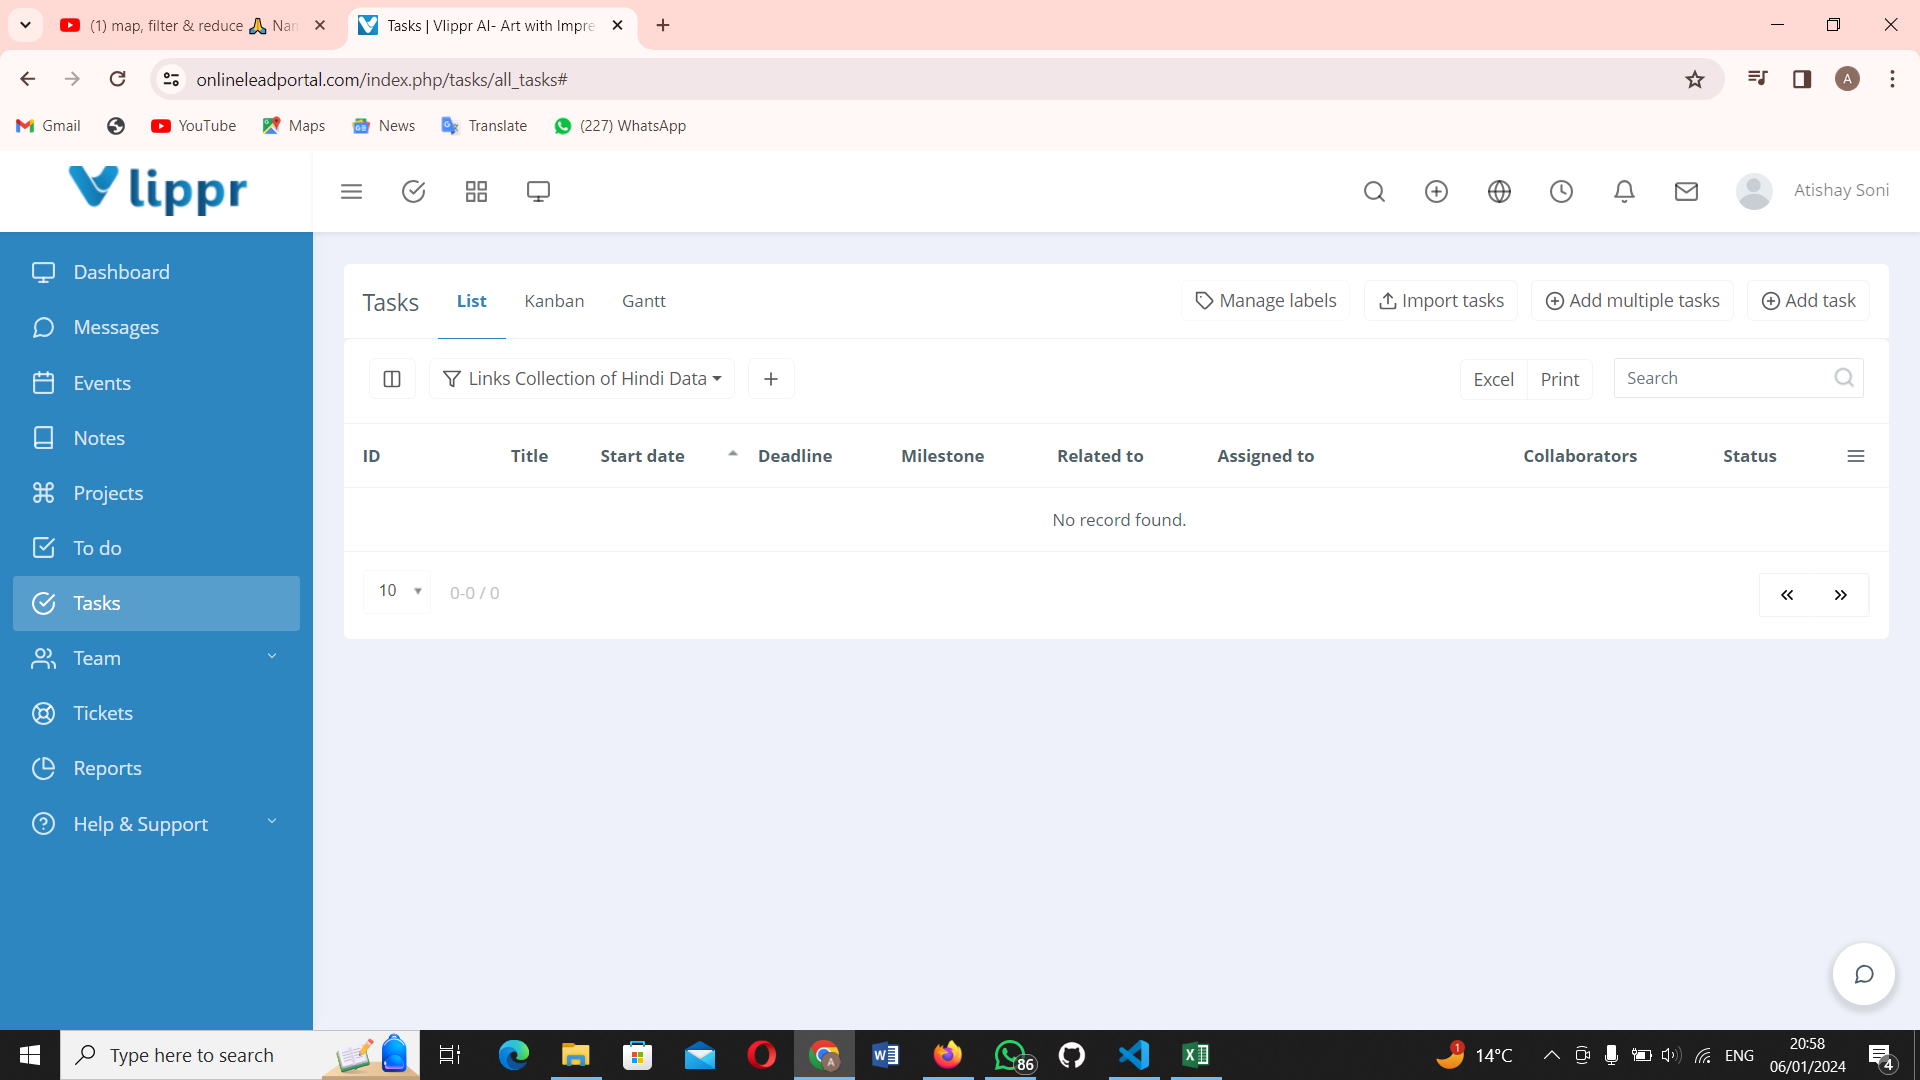 (1) map, filter & reduce 🙏 Nan
Tasks | Vlippr AI- Art with Impre
onlineleadportal.com/index.php/tasks/all_tasks#
A
Gmail
YouTube
Maps
News
Translate
(227) WhatsApp
Vlippr
Atishay Soni
Dashboard
Messages
Events
Notes
Projects
To do
Tasks
Team
Tickets
Reports
Help & Support
Tasks List Kanban Gantt Manage labels Import tasks Add multiple tasks Add task
Links Collection of Hindi Data Excel Print Search
ID Title Start date Deadline Milestone Related to Assigned to Collaborators Status
No record found.
10 0-0 / 0
Type here to search
A
86
1
14°C
ENG
20:58
06/01/2024
4